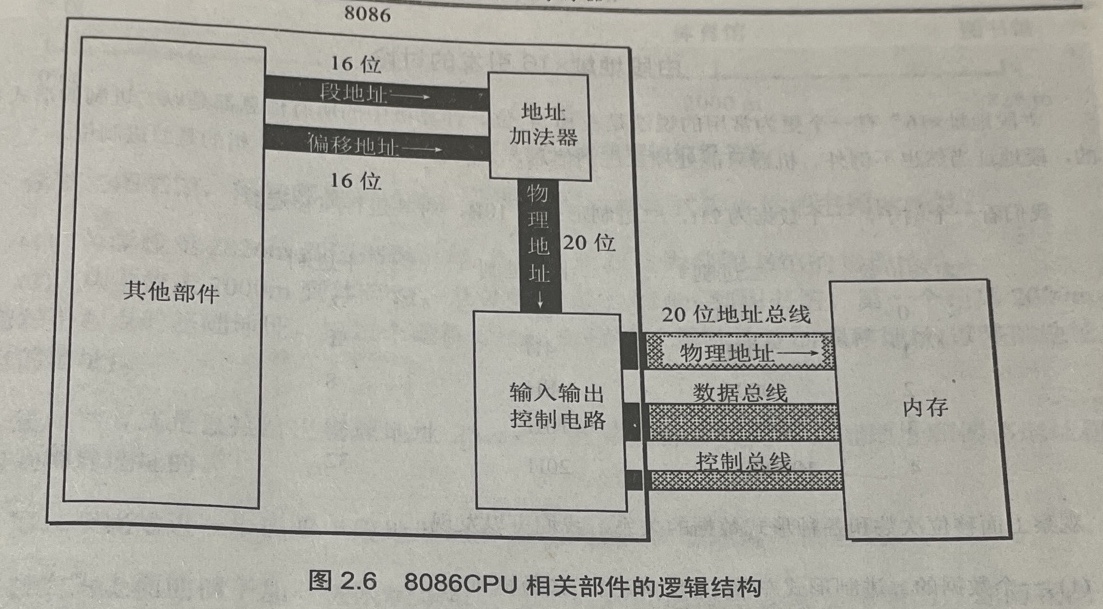 8086
16 位
段地址→
偏移地址→
16 位
地址
加法器
物
理
地
址
↓
20 位
其他部件
输入输出
控制电路
20 位地址总线
物理地址→
数据总线
控制总线
内存
图 2.6 8086CPU 相关部件的逻辑结构